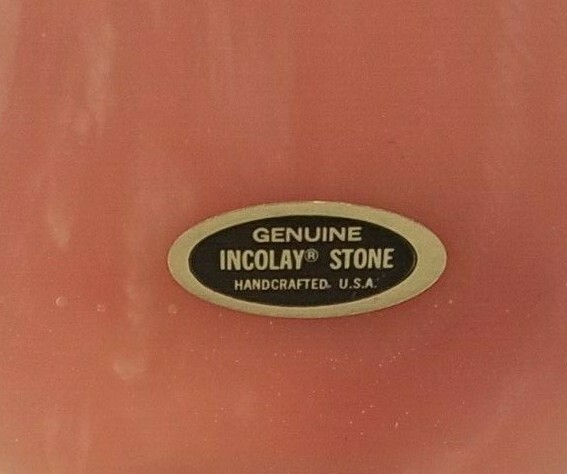 GENUINE
INCOLAY® STONE
HANDCRAFTED U.S.A.